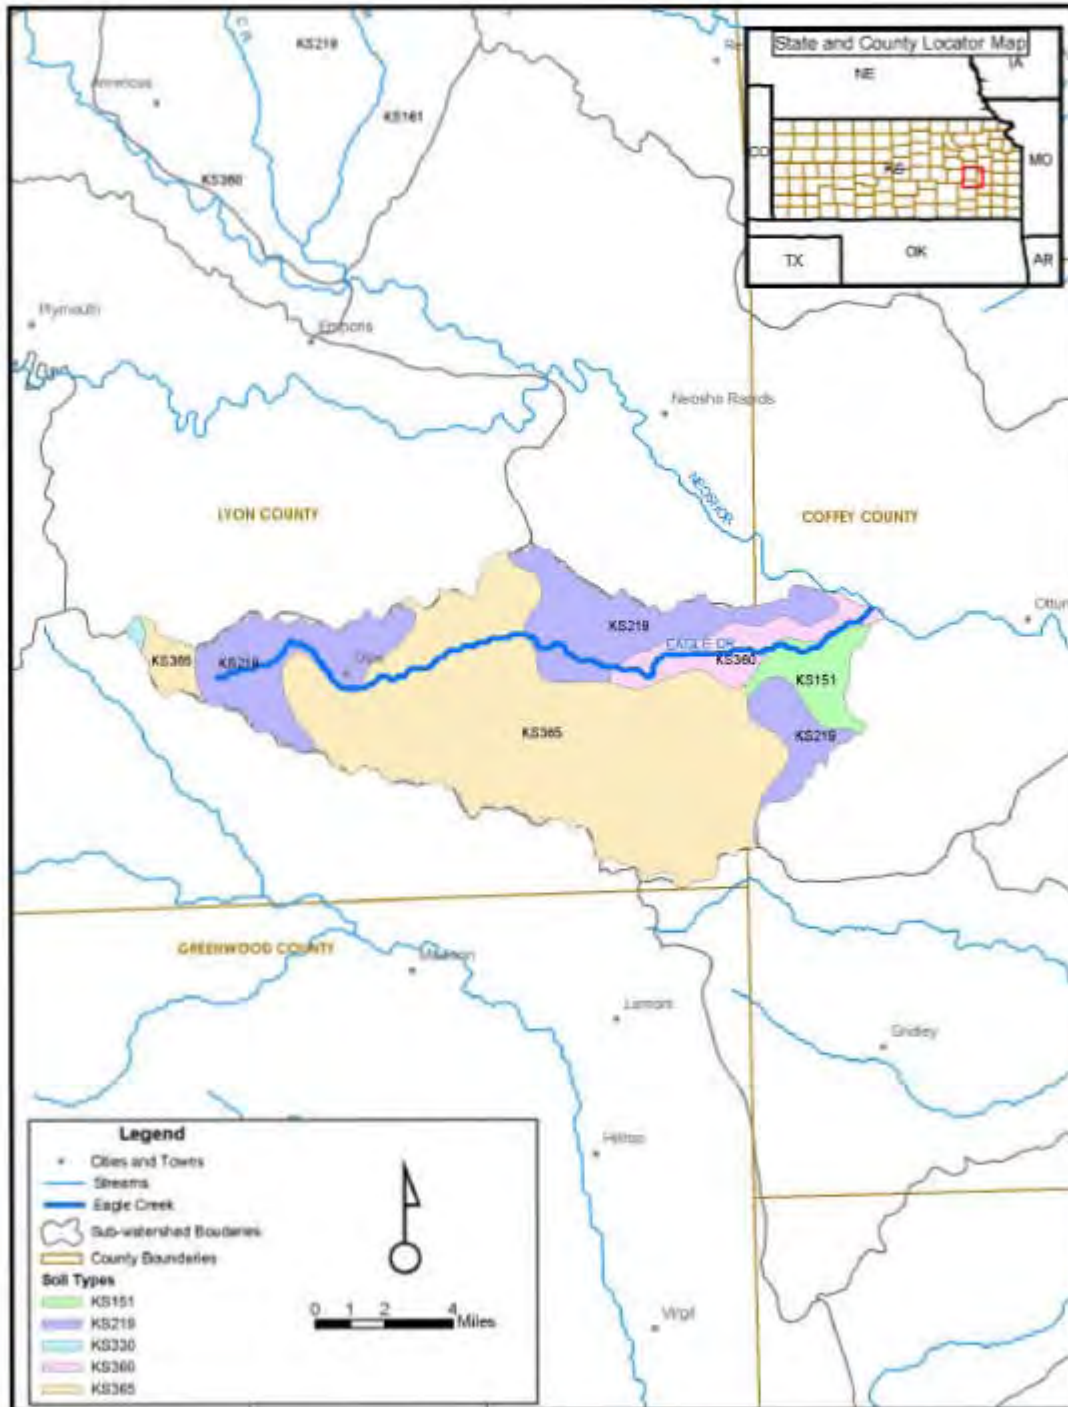 C R.
KS219
Americus
KS161
KS360
State and County Locator Map
NE
IA
CO
KS
MO
TX
OK
AR
Plymouth
Emporia
Neosho Rapids
NEOSHO R.
LYON COUNTY
COFFEY COUNTY
KS219
EAGLE CR.
KS365
KS219
Olpe
KS360
KS151
KS365
KS219
GREENWOOD COUNTY
Madison
Lamont
Gridley
Hilltop
Virgil
Legend
Cities and Towns
Streams
Eagle Creek
Sub-watershed Bouderies
County Bounderies
Soil Types
KS151
KS219
KS330
KS360
KS365
0 1 2 4
Miles